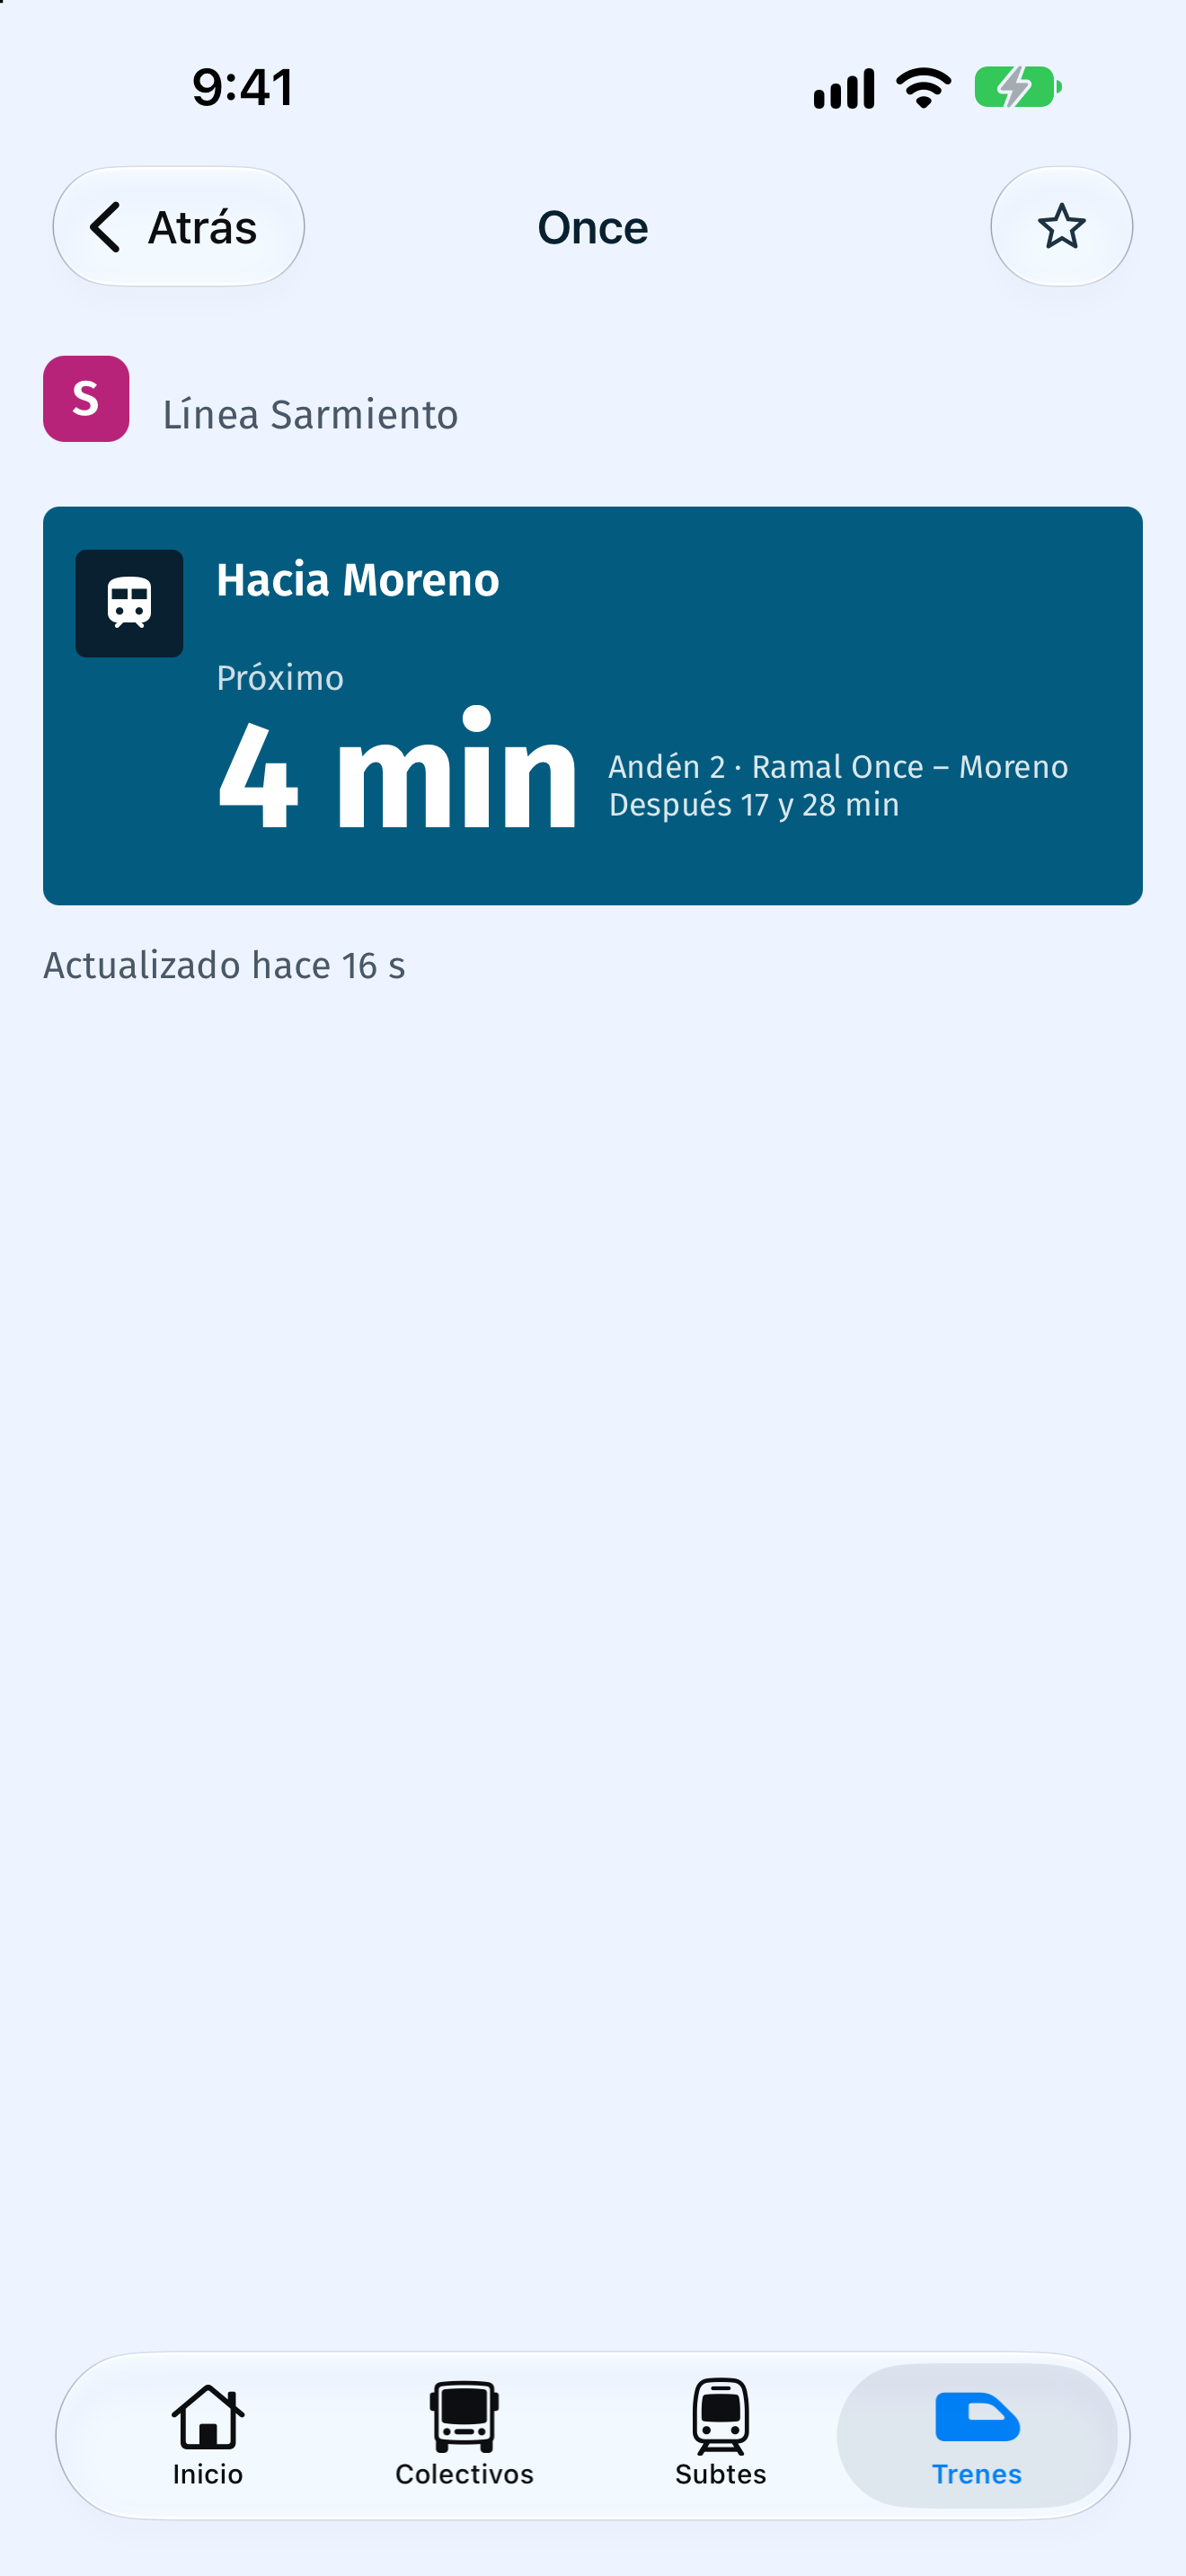 9:41
Atrás
Once
S
Línea Sarmiento
Hacia Moreno
Próximo
4 min
Andén 2 · Ramal Once – Moreno
Después 17 y 28 min
Actualizado hace 16 s
Inicio
Colectivos
Subtes
Trenes